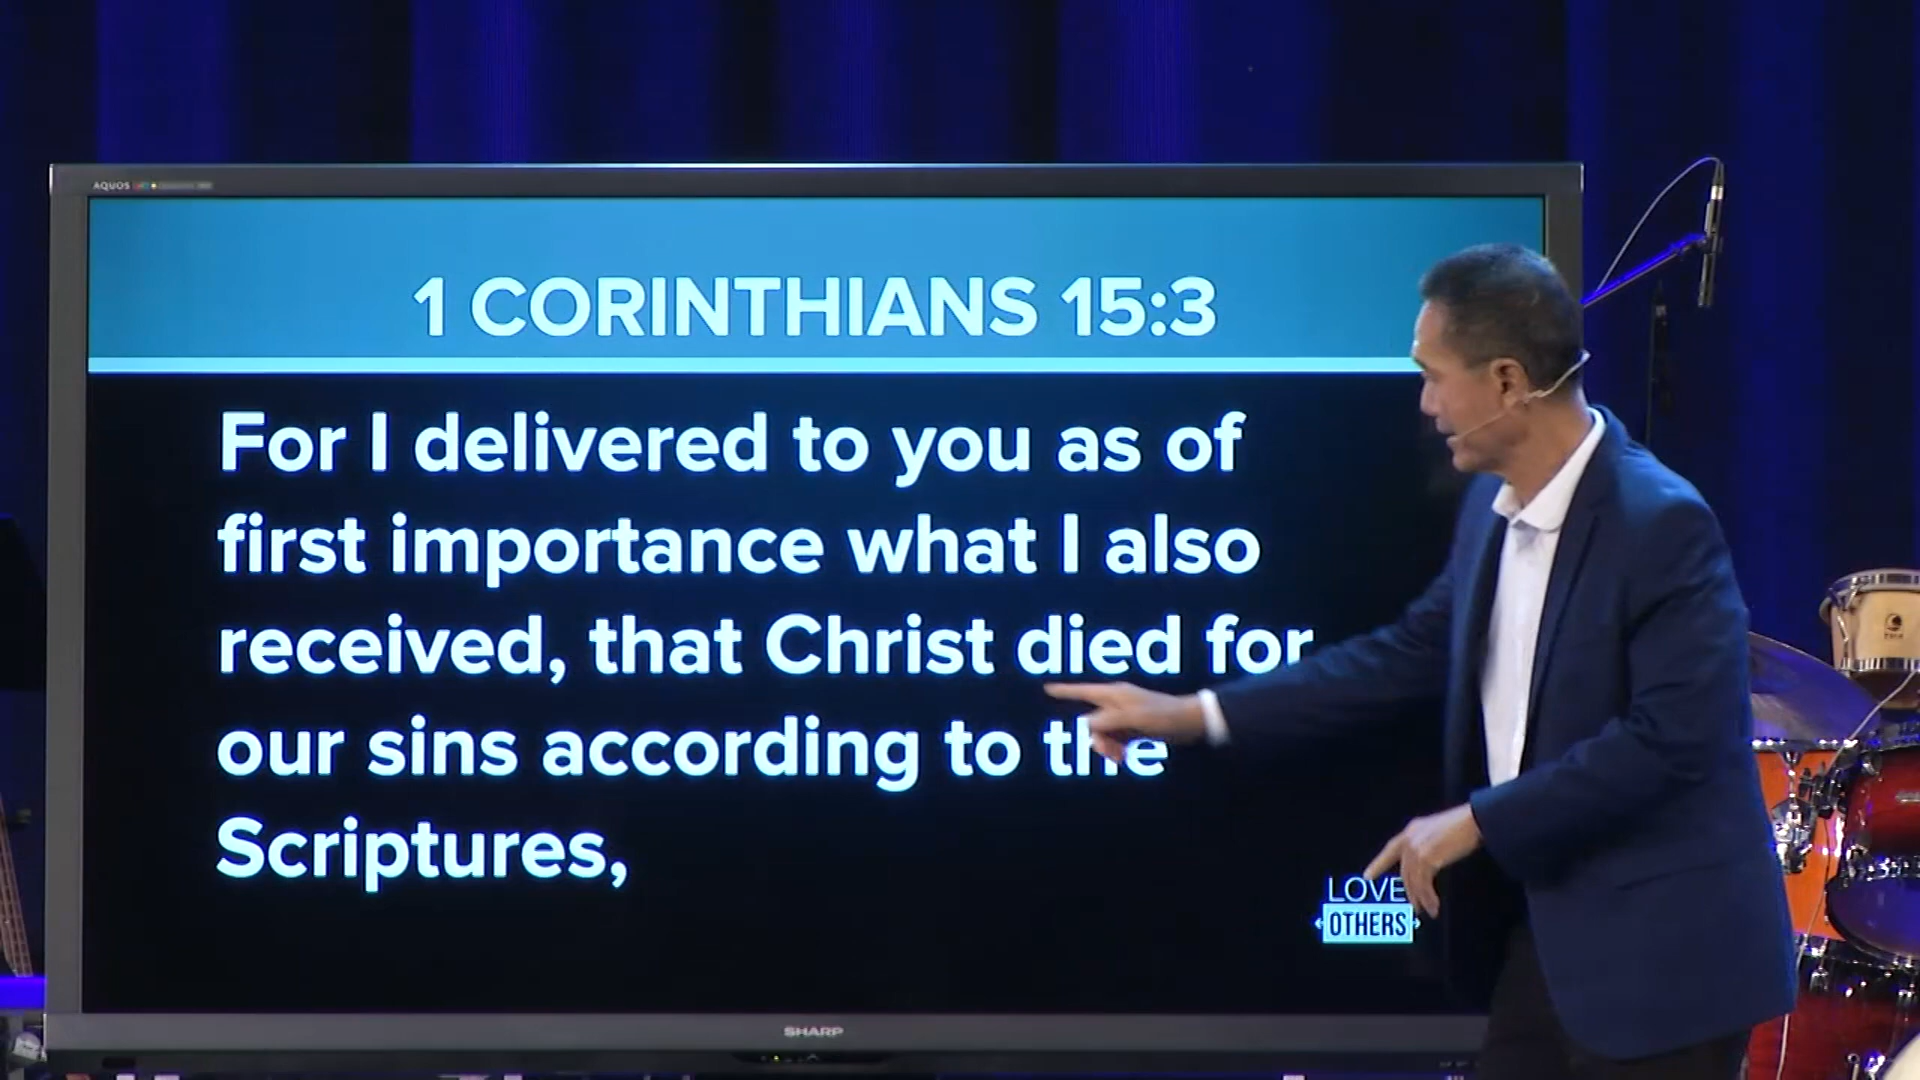 AQUOS
1 CORINTHIANS 15:3
For I delivered to you as of
first importance what I also
received, that Christ died for
our sins according to the
Scriptures,
LOVE
OTHERS
SHARP